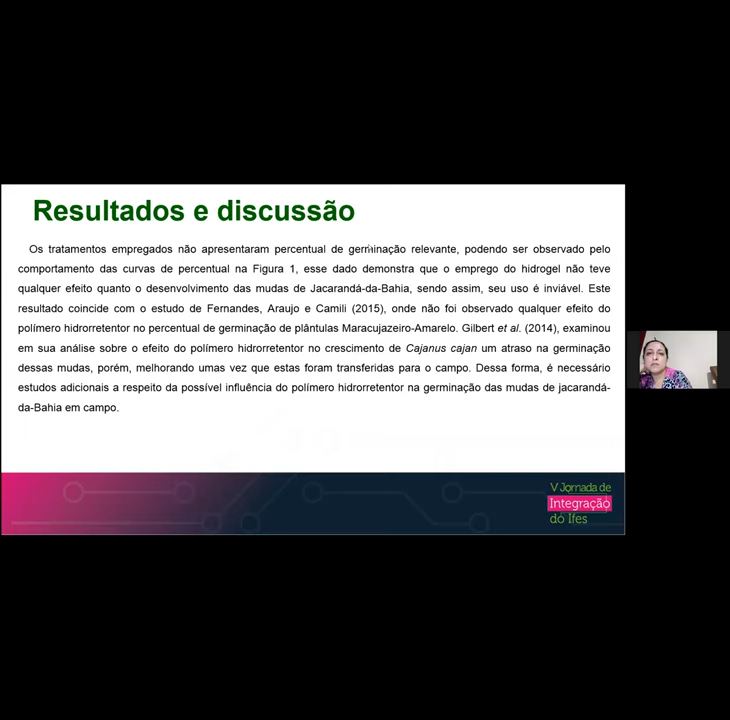 Resultados e discussão
Os tratamentos empregados não apresentaram percentual de germinação relevante, podendo ser observado pelo
comportamento das curvas de percentual na Figura 1, esse dado demonstra que o emprego do hidrogel não teve
qualquer efeito quanto o desenvolvimento das mudas de Jacarandá-da-Bahia, sendo assim, seu uso é inviável. Este
resultado coincide com o estudo de Fernandes, Araujo e Camili (2015), onde não foi observado qualquer efeito do
polímero hidrorretentor no percentual de germinação de plântulas Maracujazeiro-Amarelo. Gilbert et al. (2014), examinou
em sua análise sobre o efeito do polímero hidrorretentor no crescimento de Cajanus cajan um atraso na germinação
dessas mudas, porém, melhorando umas vez que estas foram transferidas para o campo. Dessa forma, é necessário
estudos adicionais a respeito da possível influência do polímero hidrorretentor na germinação das mudas de jacarandá-
da-Bahia em campo.
V Jornada de
Integração
do Ifes